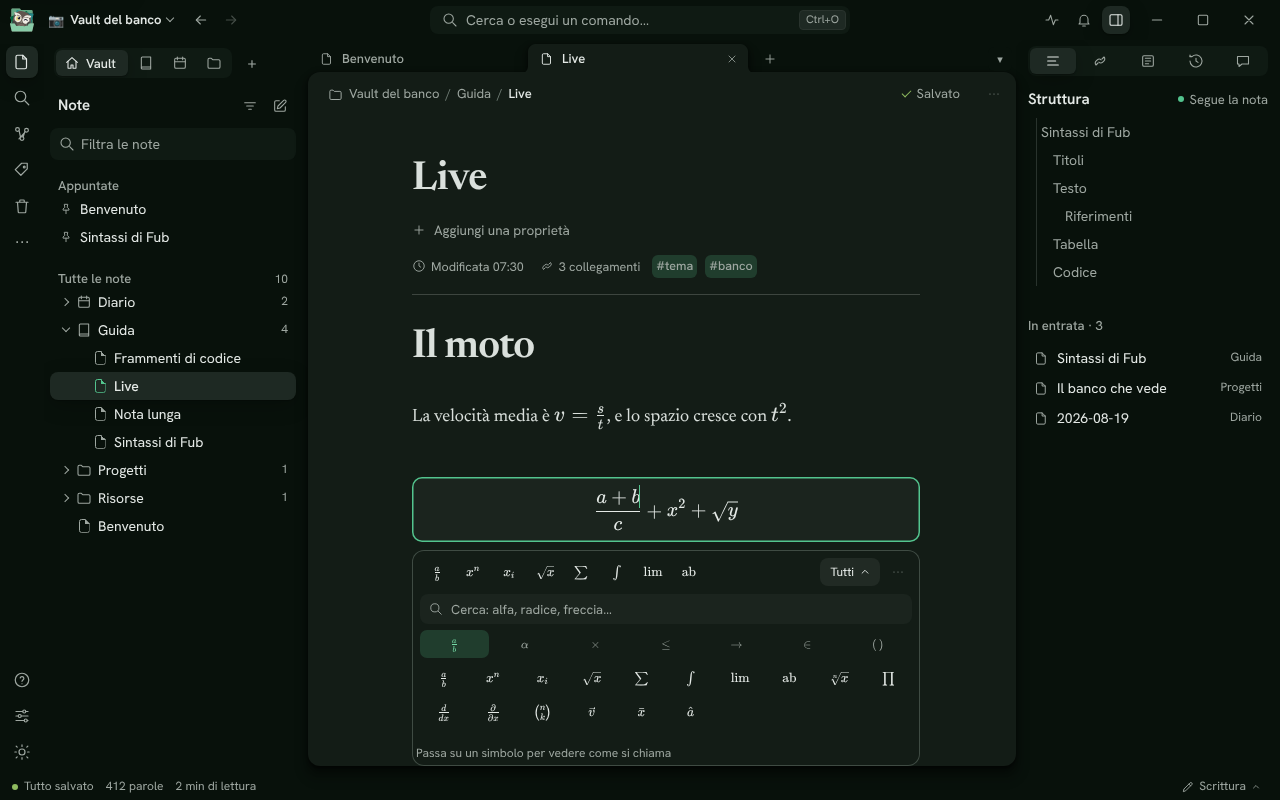 Vault del banco
Cerca o esegui un comando...
Ctrl+O
Vault
Benvenuto
Live
Note
Filtra le note
Appuntate
Benvenuto
Sintassi di Fub
Tutte le note 10
Diario 2
Guida 4
Frammenti di codice
Live
Nota lunga
Sintassi di Fub
Progetti 1
Risorse 1
Benvenuto
Vault del banco / Guida / Live
Salvato
Live
Aggiungi una proprietà
Modificata 07:30 3 collegamenti #tema #banco
Il moto
La velocità media è v = s/t, e lo spazio cresce con t².
(a + b)/c + x² + √y
a/b xⁿ xᵢ √x ∑ ∫ lim ab Tutti
Cerca: alfa, radice, freccia...
a/b α × ≤ → ∈ ( )
a/b xⁿ xᵢ √x ∑ ∫ lim ab ⁿ√x ∏
d/dx ∂/∂x (n k) v⃗ x̄ â
Passa su un simbolo per vedere come si chiama
Struttura Segue la nota
Sintassi di Fub
Titoli
Testo
Riferimenti
Tabella
Codice
In entrata · 3
Sintassi di Fub Guida
Il banco che vede Progetti
2026-08-19 Diario
Tutto salvato 412 parole 2 min di lettura
Scrittura